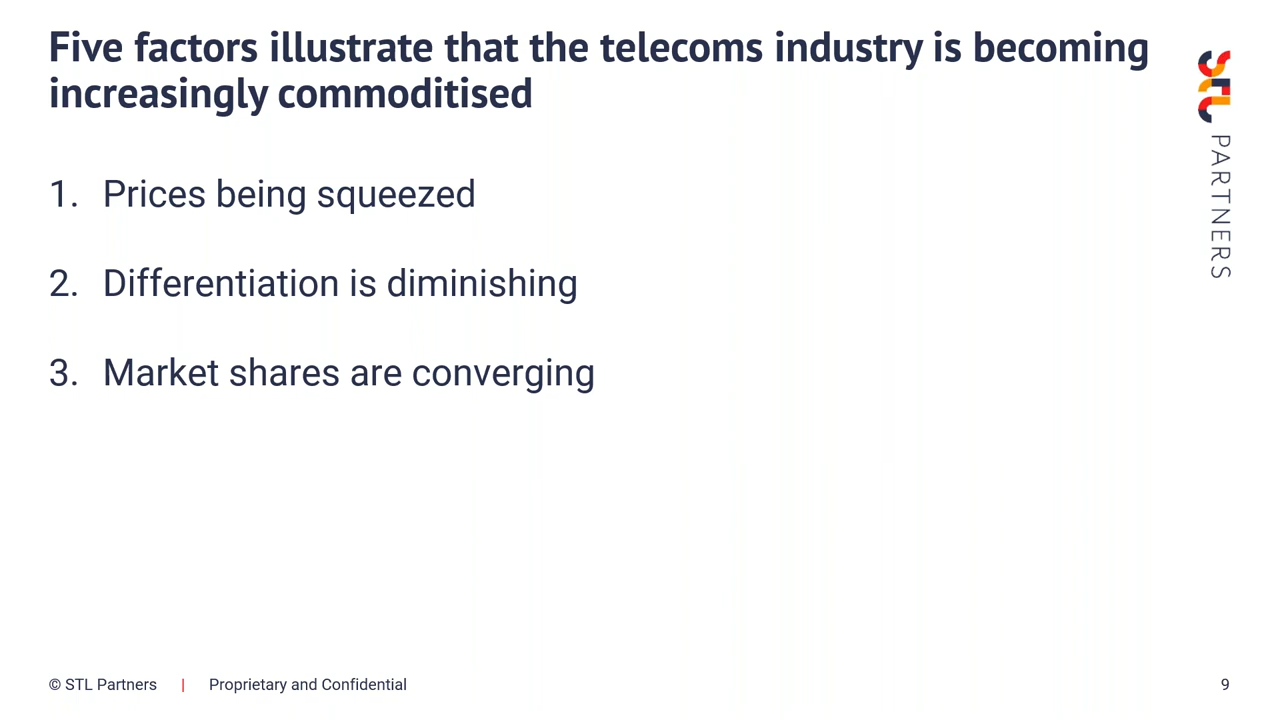 Five factors illustrate that the telecoms industry is becoming
increasingly commoditised
STL PARTNERS
1. Prices being squeezed
2. Differentiation is diminishing
3. Market shares are converging
© STL Partners | Proprietary and Confidential
9